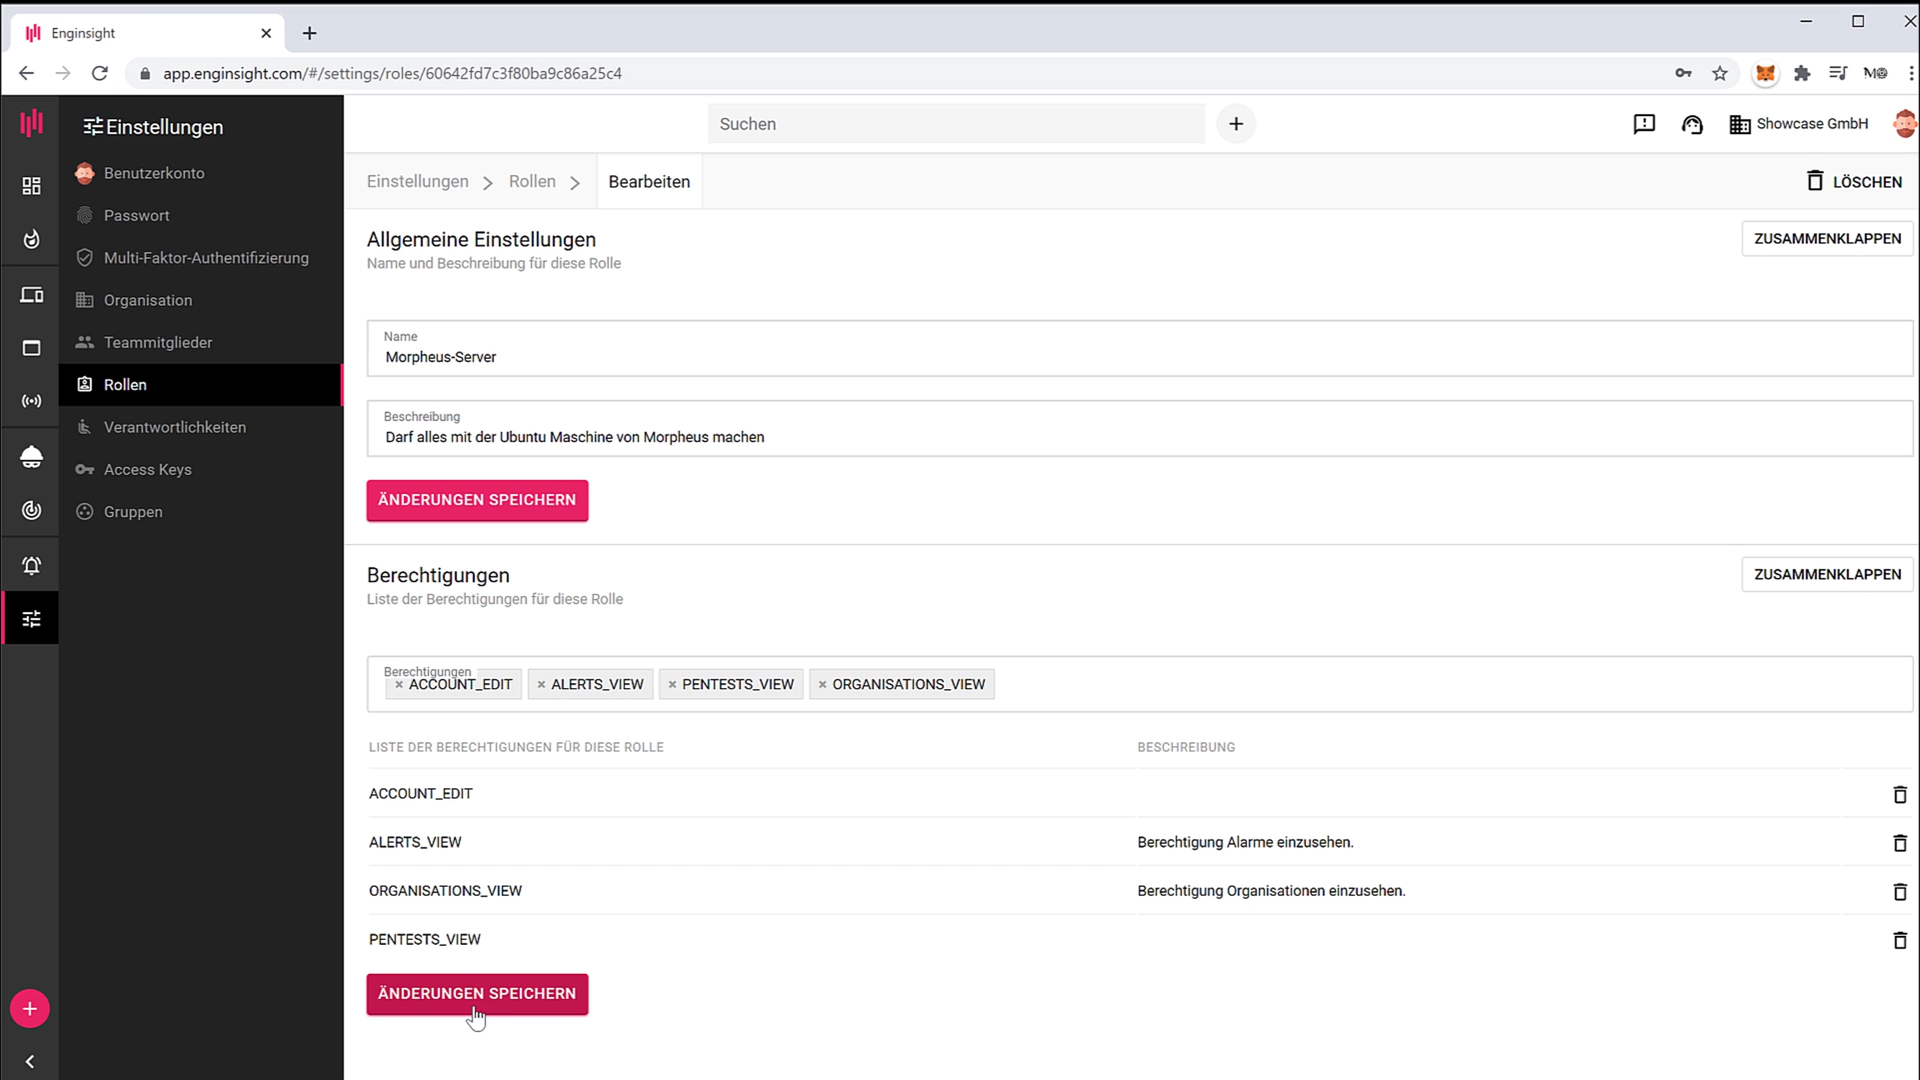 Enginsight
app.enginsight.com/#/settings/roles/60642fd7c3f80ba9c86a25c4
Einstellungen
Suchen
Showcase GmbH
Benutzerkonto
Passwort
Multi-Faktor-Authentifizierung
Organisation
Teammitglieder
Rollen
Verantwortlichkeiten
Access Keys
Gruppen
Einstellungen > Rollen > Bearbeiten
LÖSCHEN
Allgemeine Einstellungen
ZUSAMMENKLAPPEN
Name und Beschreibung für diese Rolle
Name
Morpheus-Server
Beschreibung
Darf alles mit der Ubuntu Maschine von Morpheus machen
ÄNDERUNGEN SPEICHERN
Berechtigungen
ZUSAMMENKLAPPEN
Liste der Berechtigungen für diese Rolle
Berechtigungen
× ACCOUNT_EDIT × ALERTS_VIEW × PENTESTS_VIEW × ORGANISATIONS_VIEW
LISTE DER BERECHTIGUNGEN FÜR DIESE ROLLE BESCHREIBUNG
ACCOUNT_EDIT
ALERTS_VIEW Berechtigung Alarme einzusehen.
ORGANISATIONS_VIEW Berechtigung Organisationen einzusehen.
PENTESTS_VIEW
ÄNDERUNGEN SPEICHERN